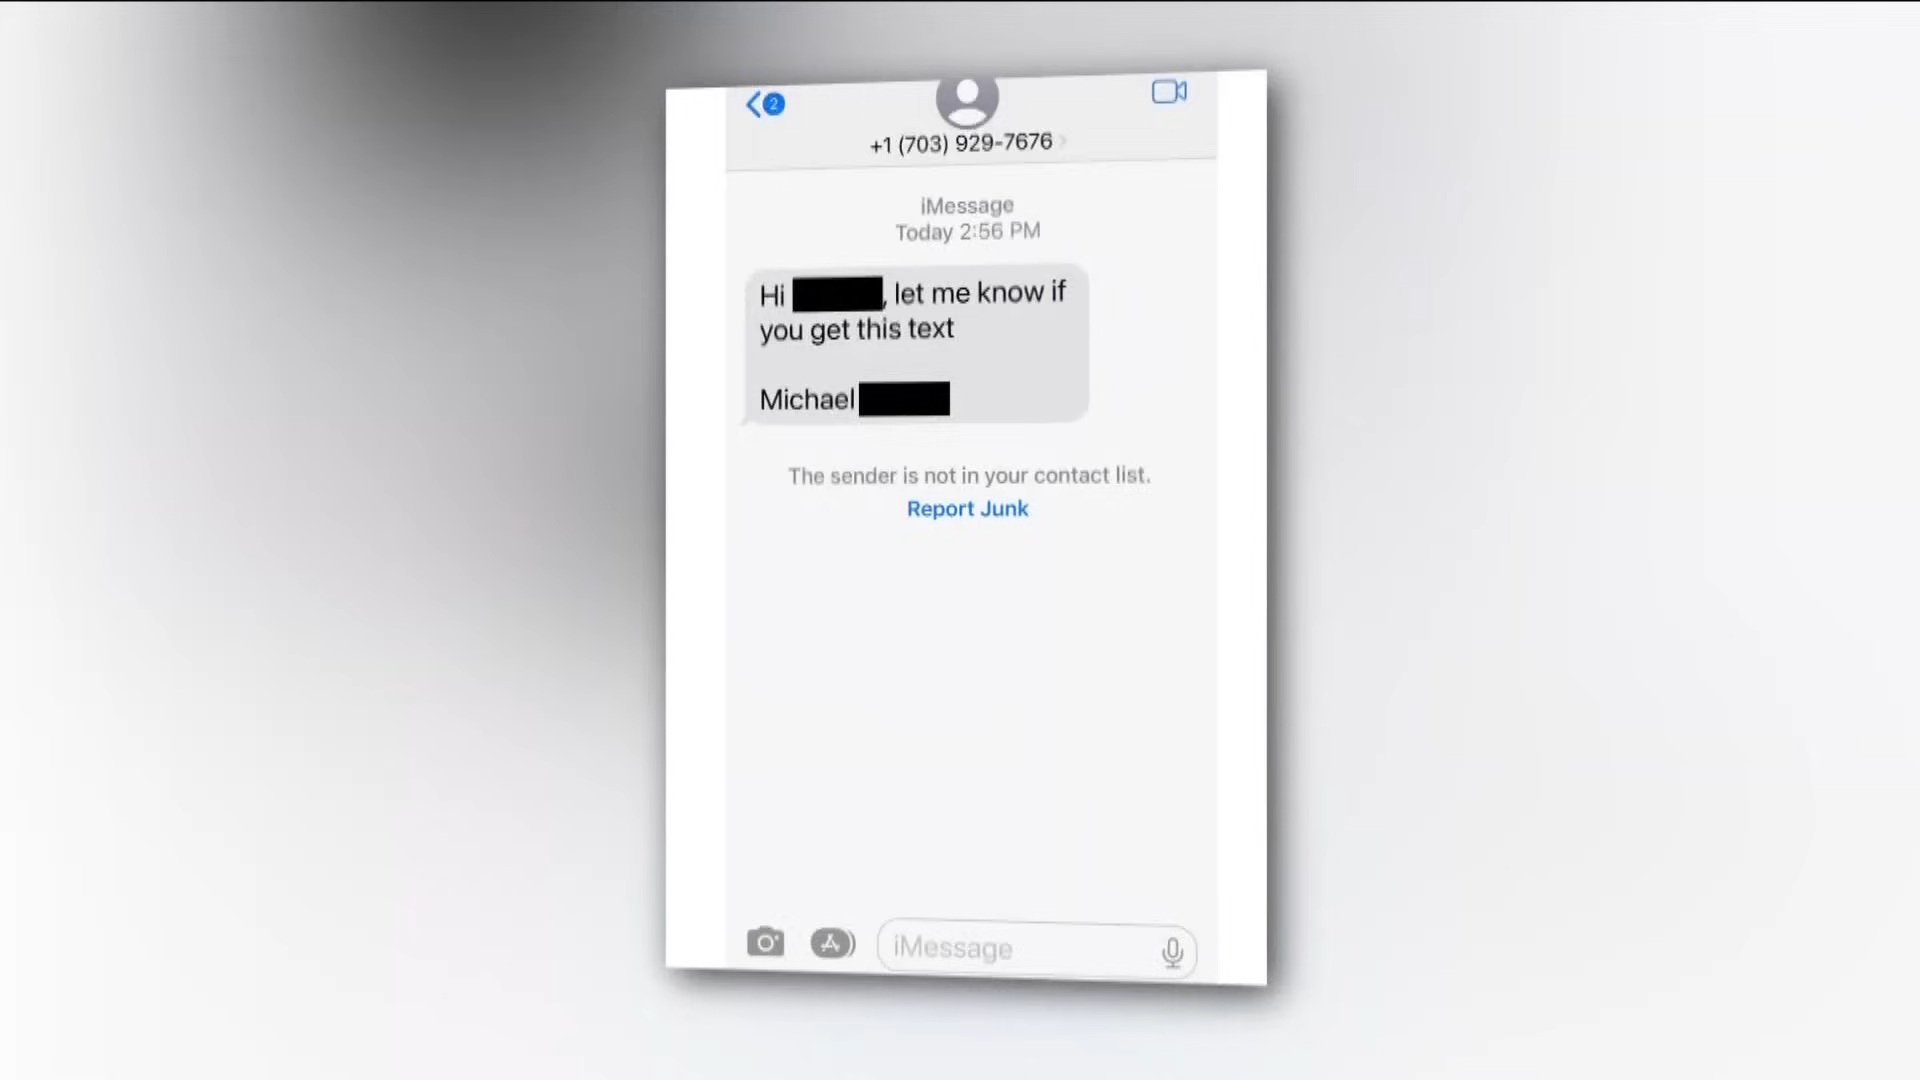 2
+1 (703) 929-7676
iMessage
Today 2:56 PM
Hi , let me know if
you get this text
Michael
The sender is not in your contact list.
Report Junk
iMessage